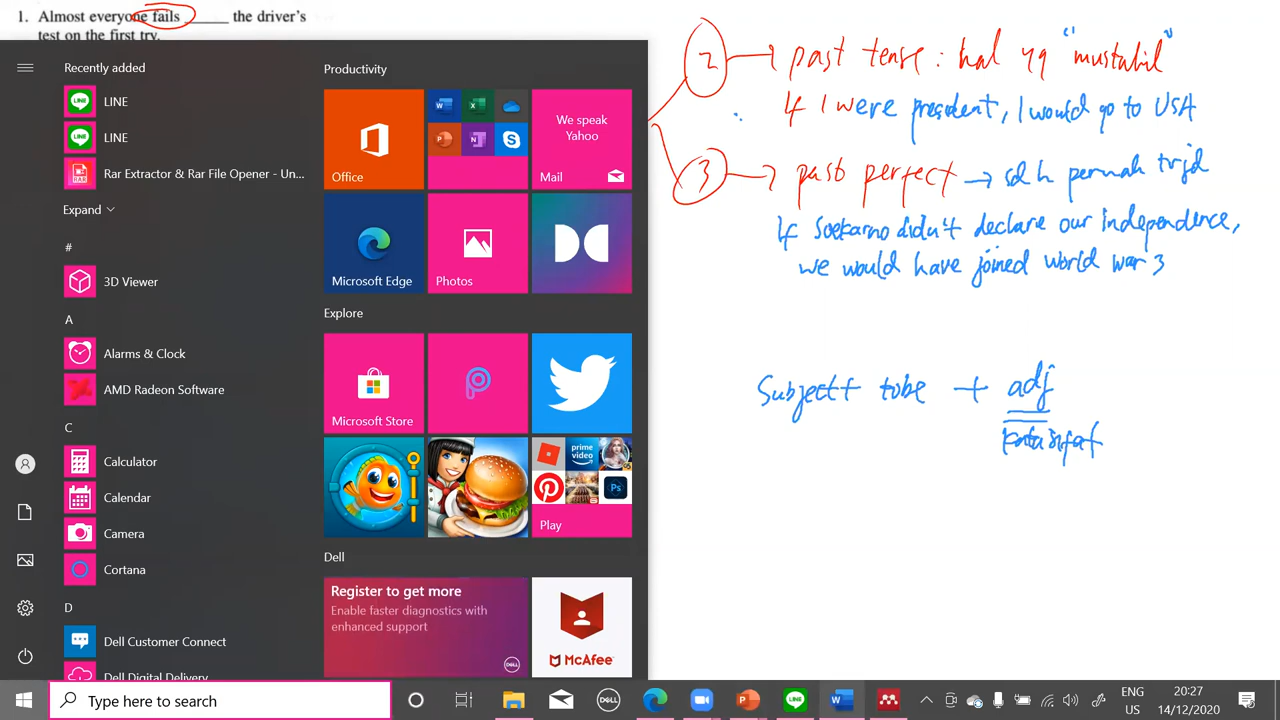 1. Almost everyone fails ______ the driver's
test on the first try.
Recently added
LINE
LINE
Rar Extractor & Rar File Opener - Un...
Expand
#
3D Viewer
A
Alarms & Clock
AMD Radeon Software
C
Calculator
Calendar
Camera
Cortana
D
Dell Customer Connect
Dell Digital Delivery
Productivity
Office
We speak
Yahoo
Mail
Microsoft Edge
Photos
Explore
Microsoft Store
prime
video
Ps
Play
Dell
Register to get more
Enable faster diagnostics with
enhanced support
DELL
McAfee
2 → past tense : hal yg "mustahil"
If I were president, I would go to USA
3 → past perfect → sdh pernah trjd
If Soekarno didn't declare our independence,
we would have joined world war 3
Subject + tobe + adj
kata sifat
Type here to search
ENG
US
20:27
14/12/2020